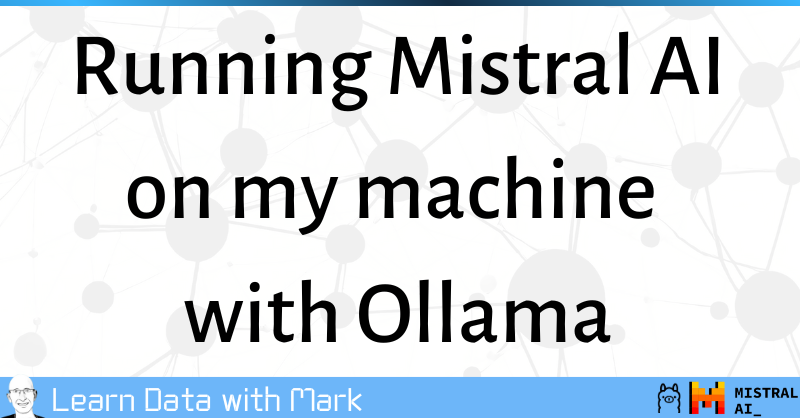 Running Mistral AI
on my machine
with Ollama
Learn Data with Mark
MISTRAL
AI_